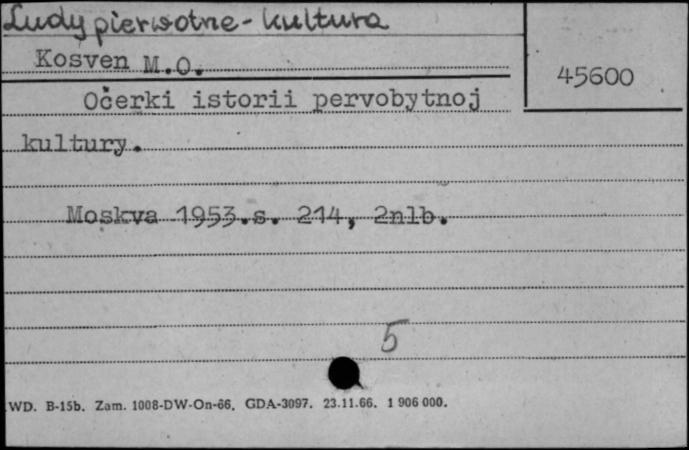 Ludy pierwotne - kultura
Kosven M.O.
45600
Očerki istorii pervobytnoj
kultury.
Moskva 1953.s. 214, 2nlb.
5
WD. B-15b. Zam. 1008-DW-On-66. GDA-3097. 23.11.66. 1 906 000.